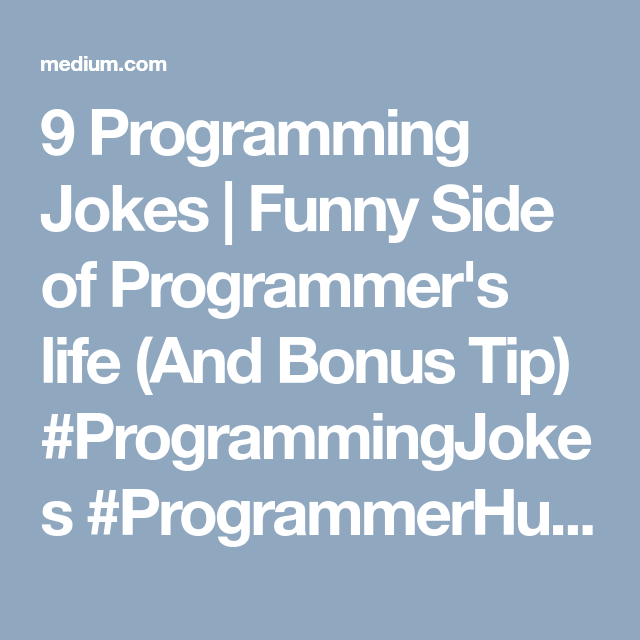 medium.com
9 Programming
Jokes | Funny Side
of Programmer's
life (And Bonus Tip)
#ProgrammingJoke
s #ProgrammerHu...